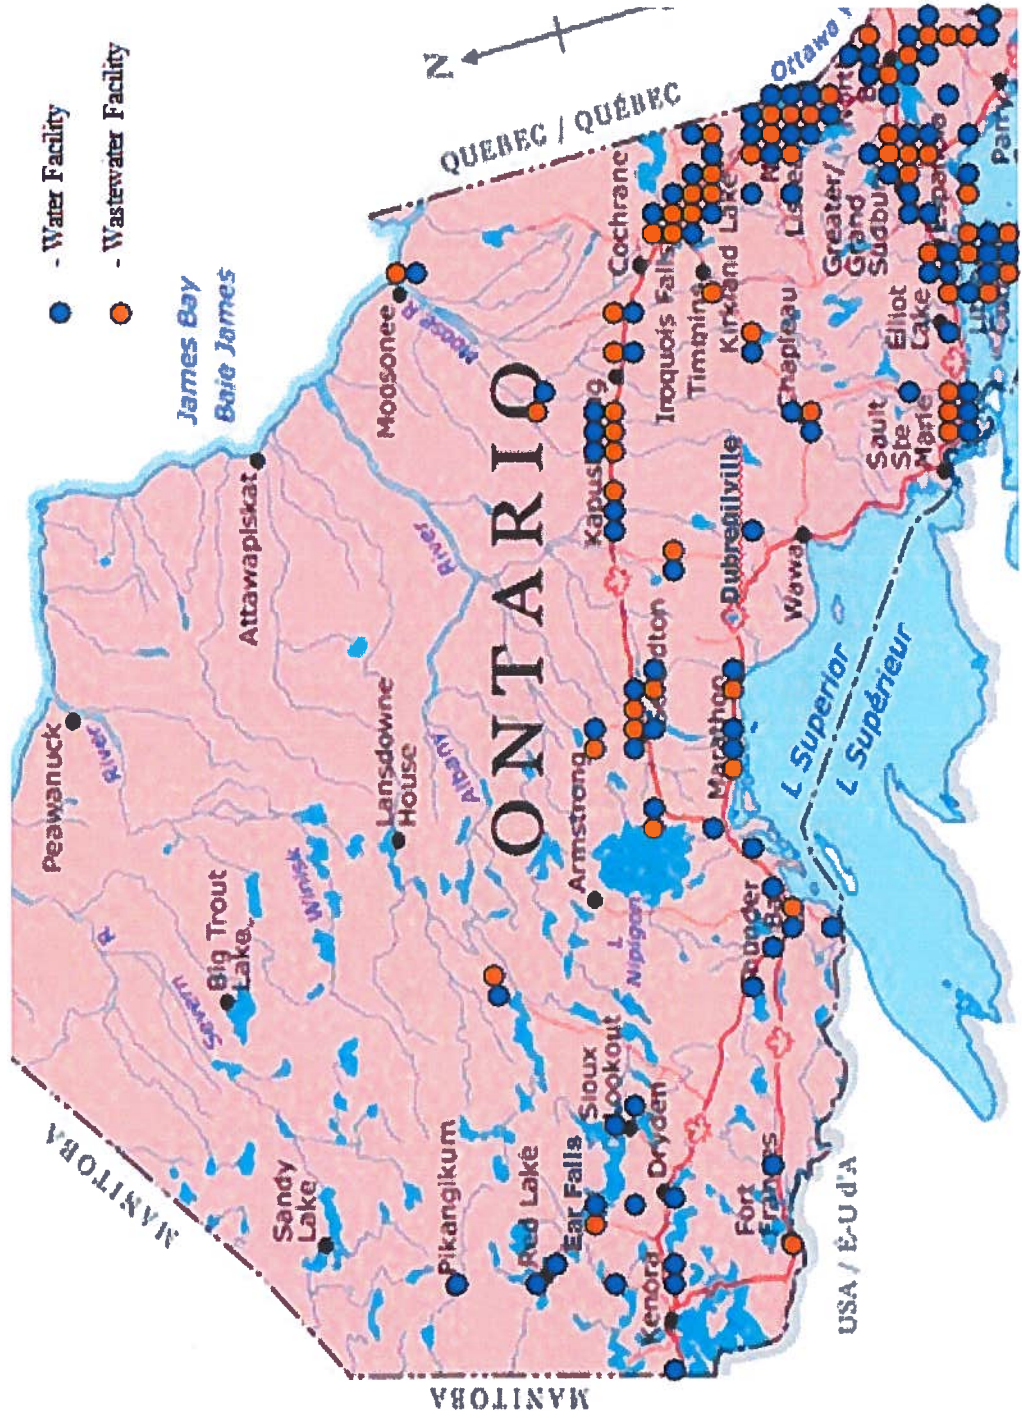 - Water Facility
- Wastewater Facility
N
James Bay
Baie James
QUEBEC / QUÉBEC
Ottawa
MANITOBA
MANITOBA
USA / É-U d'A
ONTARIO
Peawanuck
River
Severn
R
Big Trout
Lake
Winisk
Attawapiskat
Sandy
Lake
Lansdowne
House
Albany
River
Moosonee
Moose R
Pikangikum
Red Lake
Ear Falls
Sioux
Lookout
Dryden
Kenora
Fort
Frances
Armstrong
L
Nipigon
Marathon
Dubreuilville
Wawa
L Superior
L Supérieur
Cochrane
Iroquois Falls
Timmins
Kirkland Lake
Chapleau
Greater/
Grand
Sudbu
Elliot
Lake
Sault
Ste
Marie
Parry